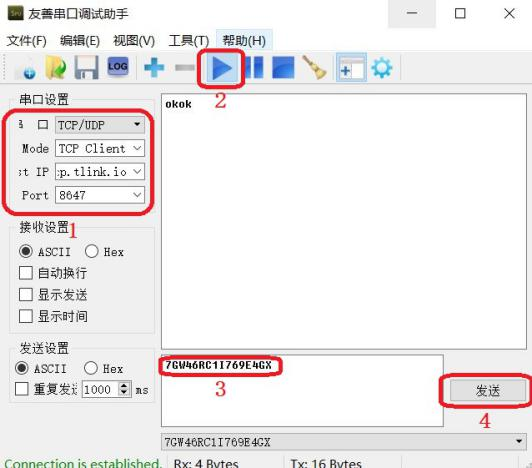 友善串口调试助手
文件(F) 编辑(E) 视图(V) 工具(T) 帮助(H)
LOG
2
串口设置
口 TCP/UDP
Mode TCP Client
:t IP :p.tlink.io
Port 8647
1
okok
接收设置
ASCII Hex
自动换行
显示发送
显示时间
发送设置
ASCII Hex
重复发送 1000 ms
7GW46RC1I769E4GX
3
发送
4
7GW46RC1I769E4GX
Connection is established. Rx: 4 Bytes Tx: 16 Bytes